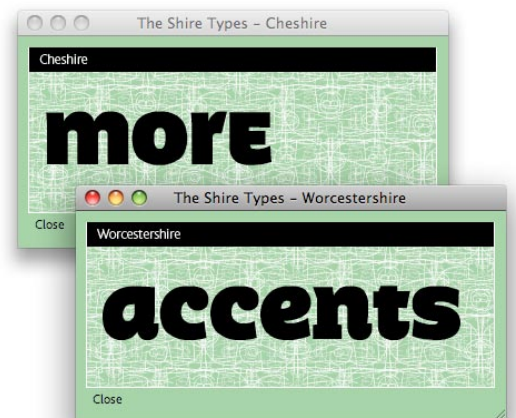 The Shire Types – Cheshire
Cheshire
morE
Close
The Shire Types – Worcestershire
Worcestershire
accents
Close